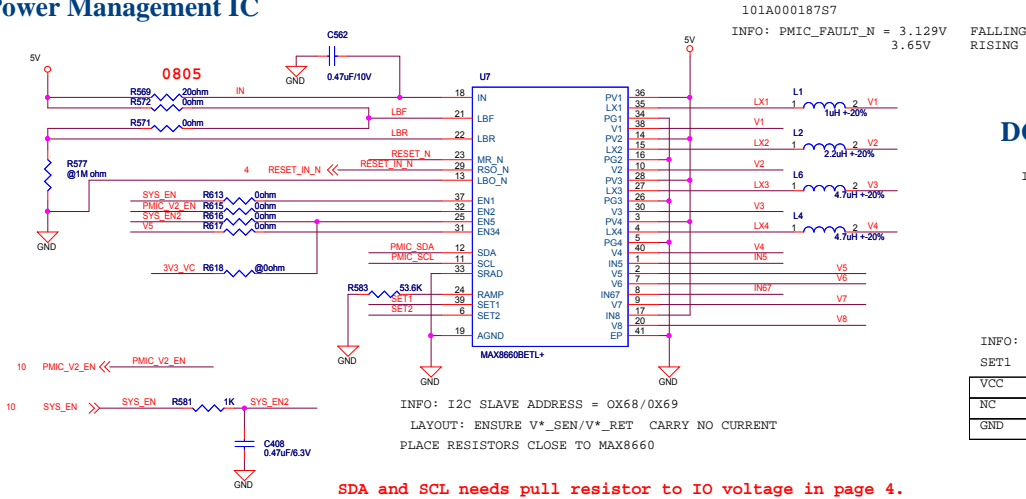 Power Management IC
101A000187S7
INFO: PMIC_FAULT_N = 3.129V FALLING
3.65V RISING
C562
0.47uF/10V
GND
5V
0805
R569 20ohm IN
R572 0ohm
R571 0ohm
LBF
LBR
R577
@1M ohm
GND
RESET_N
4 RESET_IN_N RESET_IN_N
SYS_EN R613 0ohm
PMIC_V2_EN R615 0ohm
SYS_EN2 R616 0ohm
V5 R617 0ohm
3V3_VC R618 @0ohm
PMIC_SDA
PMIC_SCL
R583 53.6K
SET1
SET2
GND
GND
U7
18 IN
21 LBF
22 LBR
23 MR_N
29 RSO_N
13 LBO_N
37 EN1
32 EN2
25 EN5
31 EN34
12 SDA
11 SCL
33 SRAD
24 RAMP
39 SET1
6 SET2
19 AGND
PV1 36
LX1 35
PG1 34
V1 38
PV2 14
LX2 15
PG2 16
V2 10
PV3 28
LX3 27
PG3 26
V3 30
PV4 3
LX4 4
PG4 5
V4 40
IN5 1
V5 2
V6 7
IN67 8
V7 9
IN8 17
V8 20
EP 41
MAX8660BETL+
5V
LX1 1 L1 2 V1
1uH +-20%
V1
LX2 1 L2 2 V2
2.2uH +-20%
V2
LX3 1 L6 2 V3
4.7uH +-20%
V3
LX4 1 L4 2 V4
4.7uH +-20%
V4
IN5
V5
V6
IN67
V7
V8
GND
10 PMIC_V2_EN PMIC_V2_EN
10 SYS_EN SYS_EN R581 1K SYS_EN2
C408
0.47uF/6.3V
GND
INFO: I2C SLAVE ADDRESS = OX68/0X69
LAYOUT: ENSURE V*_SEN/V*_RET CARRY NO CURRENT
PLACE RESISTORS CLOSE TO MAX8660
SDA and SCL needs pull resistor to IO voltage in page 4.
DC
I
INFO:
SET1
VCC
NC
GND